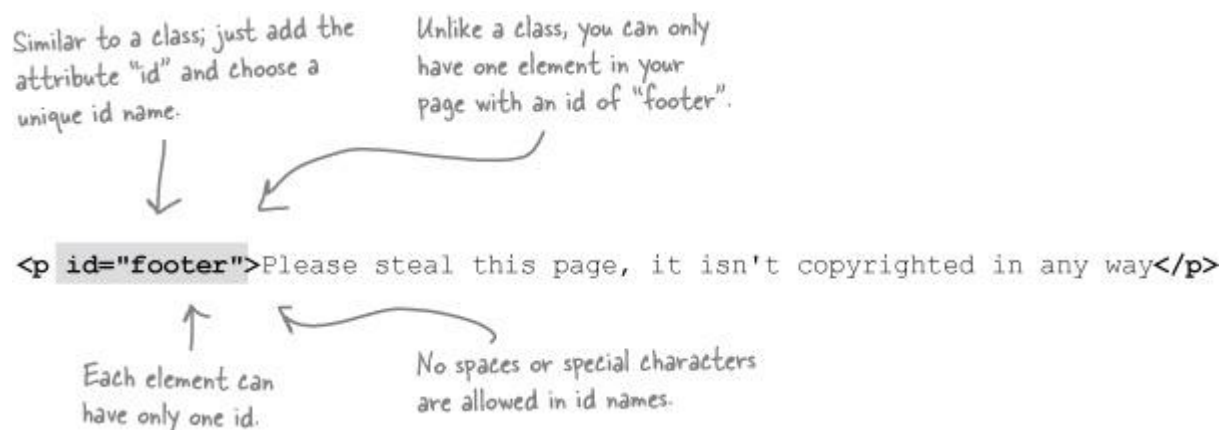 Similar to a class; just add the
attribute "id" and choose a
unique id name.
Unlike a class, you can only
have one element in your
page with an id of "footer".
<p id="footer">Please steal this page, it isn't copyrighted in any way</p>
Each element can
have only one id.
No spaces or special characters
are allowed in id names.